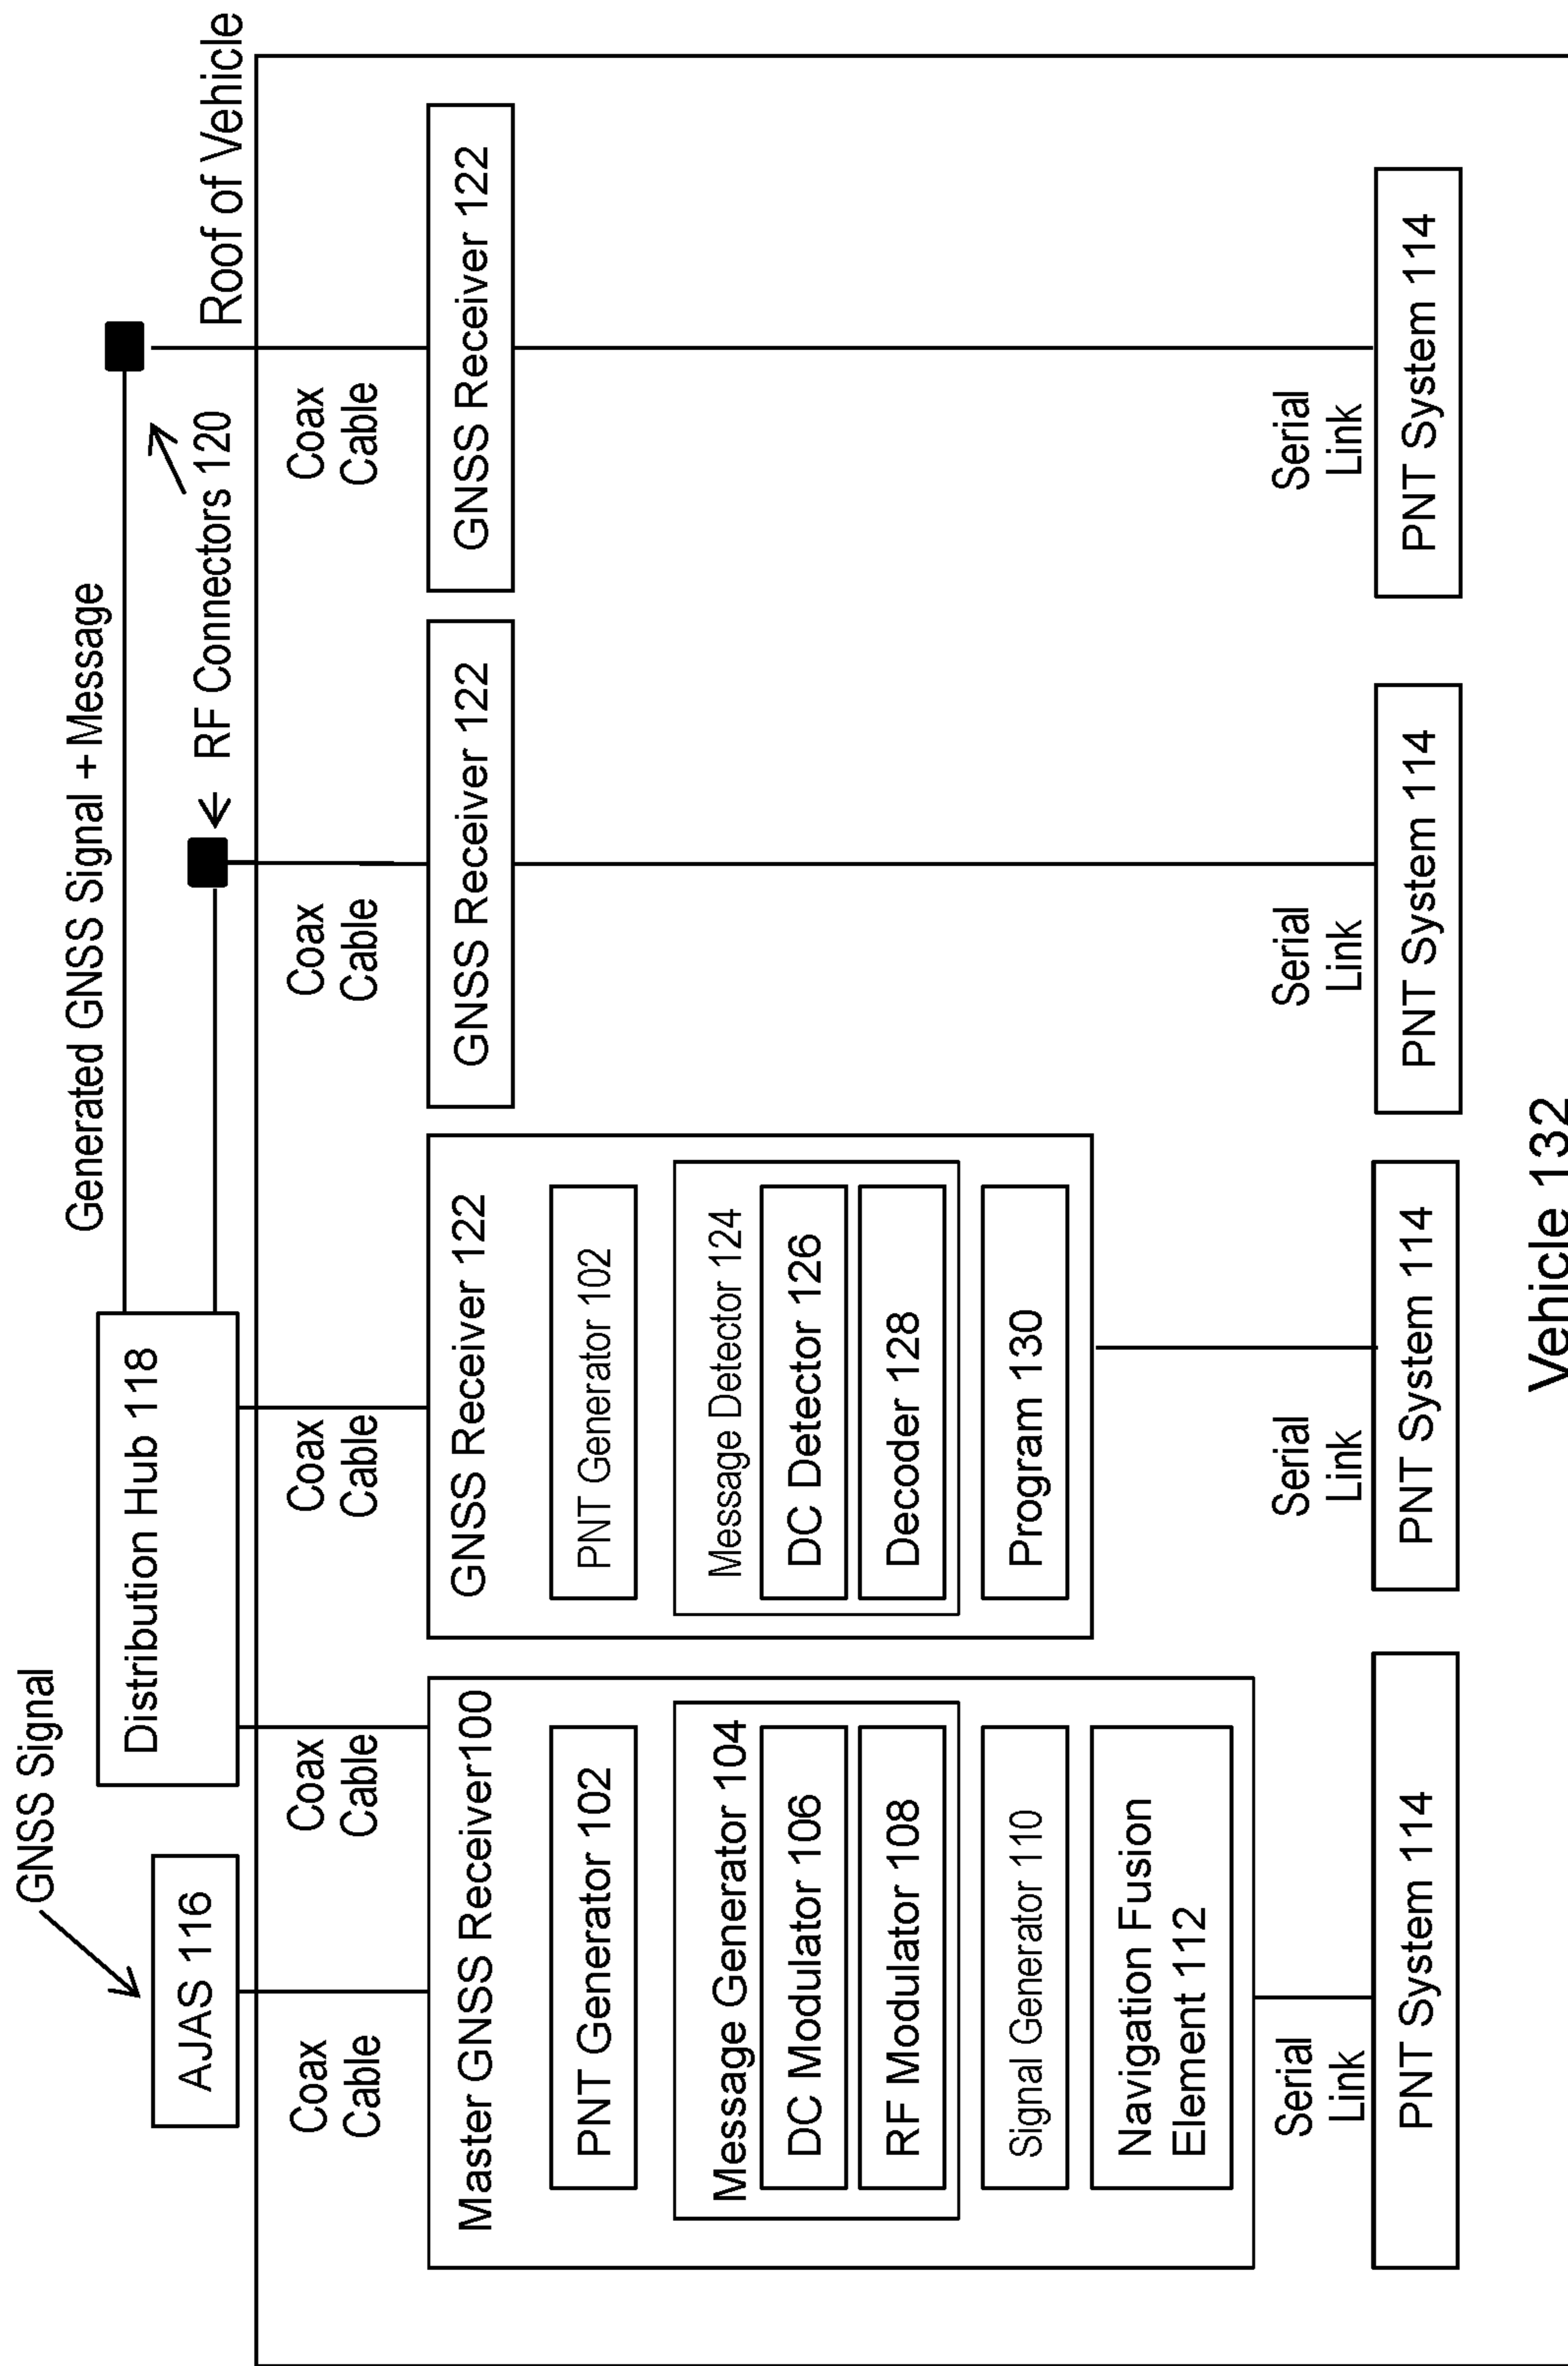 GNSS Signal
Generated GNSS Signal + Message
AJAS 116
Distribution Hub 118
RF Connectors 120
Roof of Vehicle
Coax
Cable
Coax
Cable
Coax
Cable
Coax
Cable
Coax
Cable
Master GNSS Receiver100
PNT Generator 102
Message Generator 104
DC Modulator 106
RF Modulator 108
Signal Generator 110
Navigation Fusion
Element 112
GNSS Receiver 122
PNT Generator 102
Message Detector 124
DC Detector 126
Decoder 128
Program 130
GNSS Receiver 122
GNSS Receiver 122
Serial
Link
Serial
Link
Serial
Link
Serial
Link
PNT System 114
PNT System 114
PNT System 114
PNT System 114
Vehicle 132